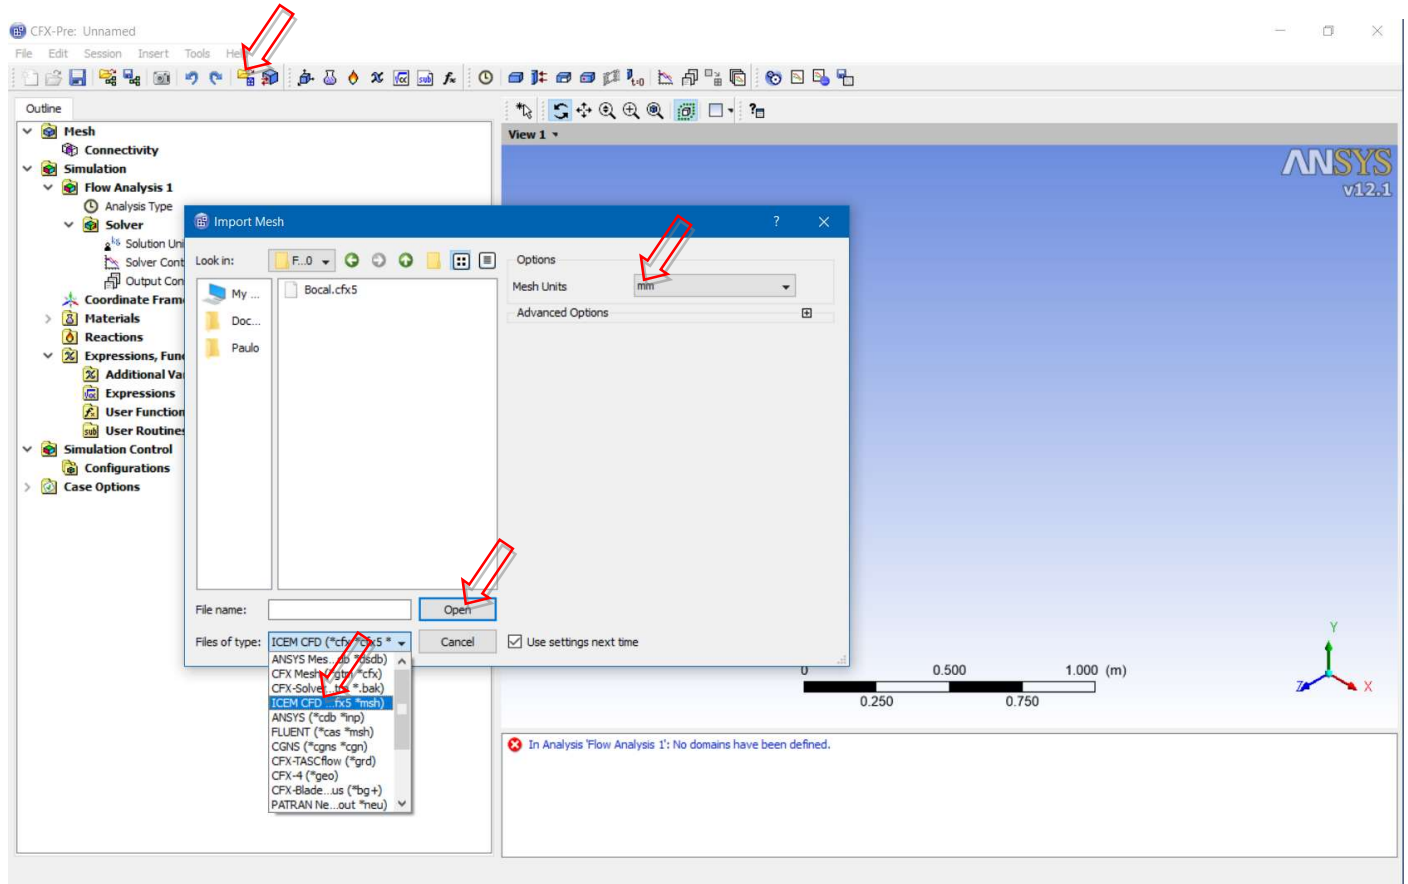 CFX-Pre: Unnamed
File Edit Session Insert Tools He
Outline
View 1
Mesh
Connectivity
Simulation
Flow Analysis 1
Analysis Type
Solver
Solution Uni
Solver Cont
Output Con
Coordinate Fram
Materials
Reactions
Expressions, Func
Additional Va
Expressions
User Function
User Routines
Simulation Control
Configurations
Case Options
ANSYS
v12.1
Import Mesh
?
Look in:
F...0
My ...
Doc...
Paulo
Bocal.cfx5
Options
Mesh Units
mm
Advanced Options
File name:
Open
Files of type:
ICEM CFD (*cfx *cfx5 *
Cancel
Use settings next time
ANSYS Mes...db *dsdb)
CFX Mesh (*gtm *cfx)
CFX-Solve
*.bak)
ICEM CFD ...fx5 *msh)
ANSYS (*cdb *inp)
FLUENT (*cas *msh)
CGNS (*cgns *cgn)
CFX-TASCflow (*grd)
CFX-4 (*geo)
CFX-Blade...us (*bg+)
PATRAN Ne...out *neu)
0 0.500 1.000 (m)
0.250 0.750
Y
Z
X
In Analysis 'Flow Analysis 1': No domains have been defined.